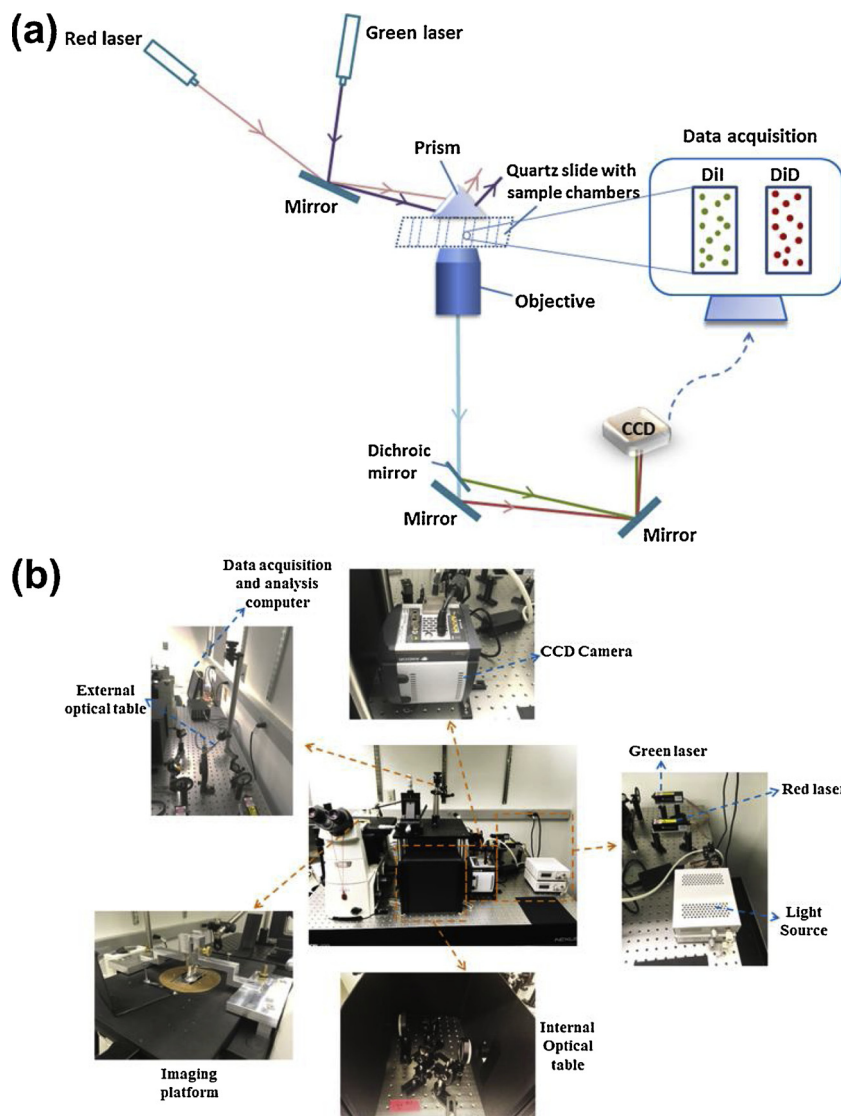 (a)
Red laser
Green laser
Prism
Mirror
Quartz slide with
sample chambers
Data acquisition
DiI
DiD
Objective
CCD
Dichroic
mirror
Mirror
Mirror
(b)
Data acquisition
and analysis
computer
External
optical table
CCD Camera
Green laser
Red laser
Light
Source
Imaging
platform
Internal
Optical
table